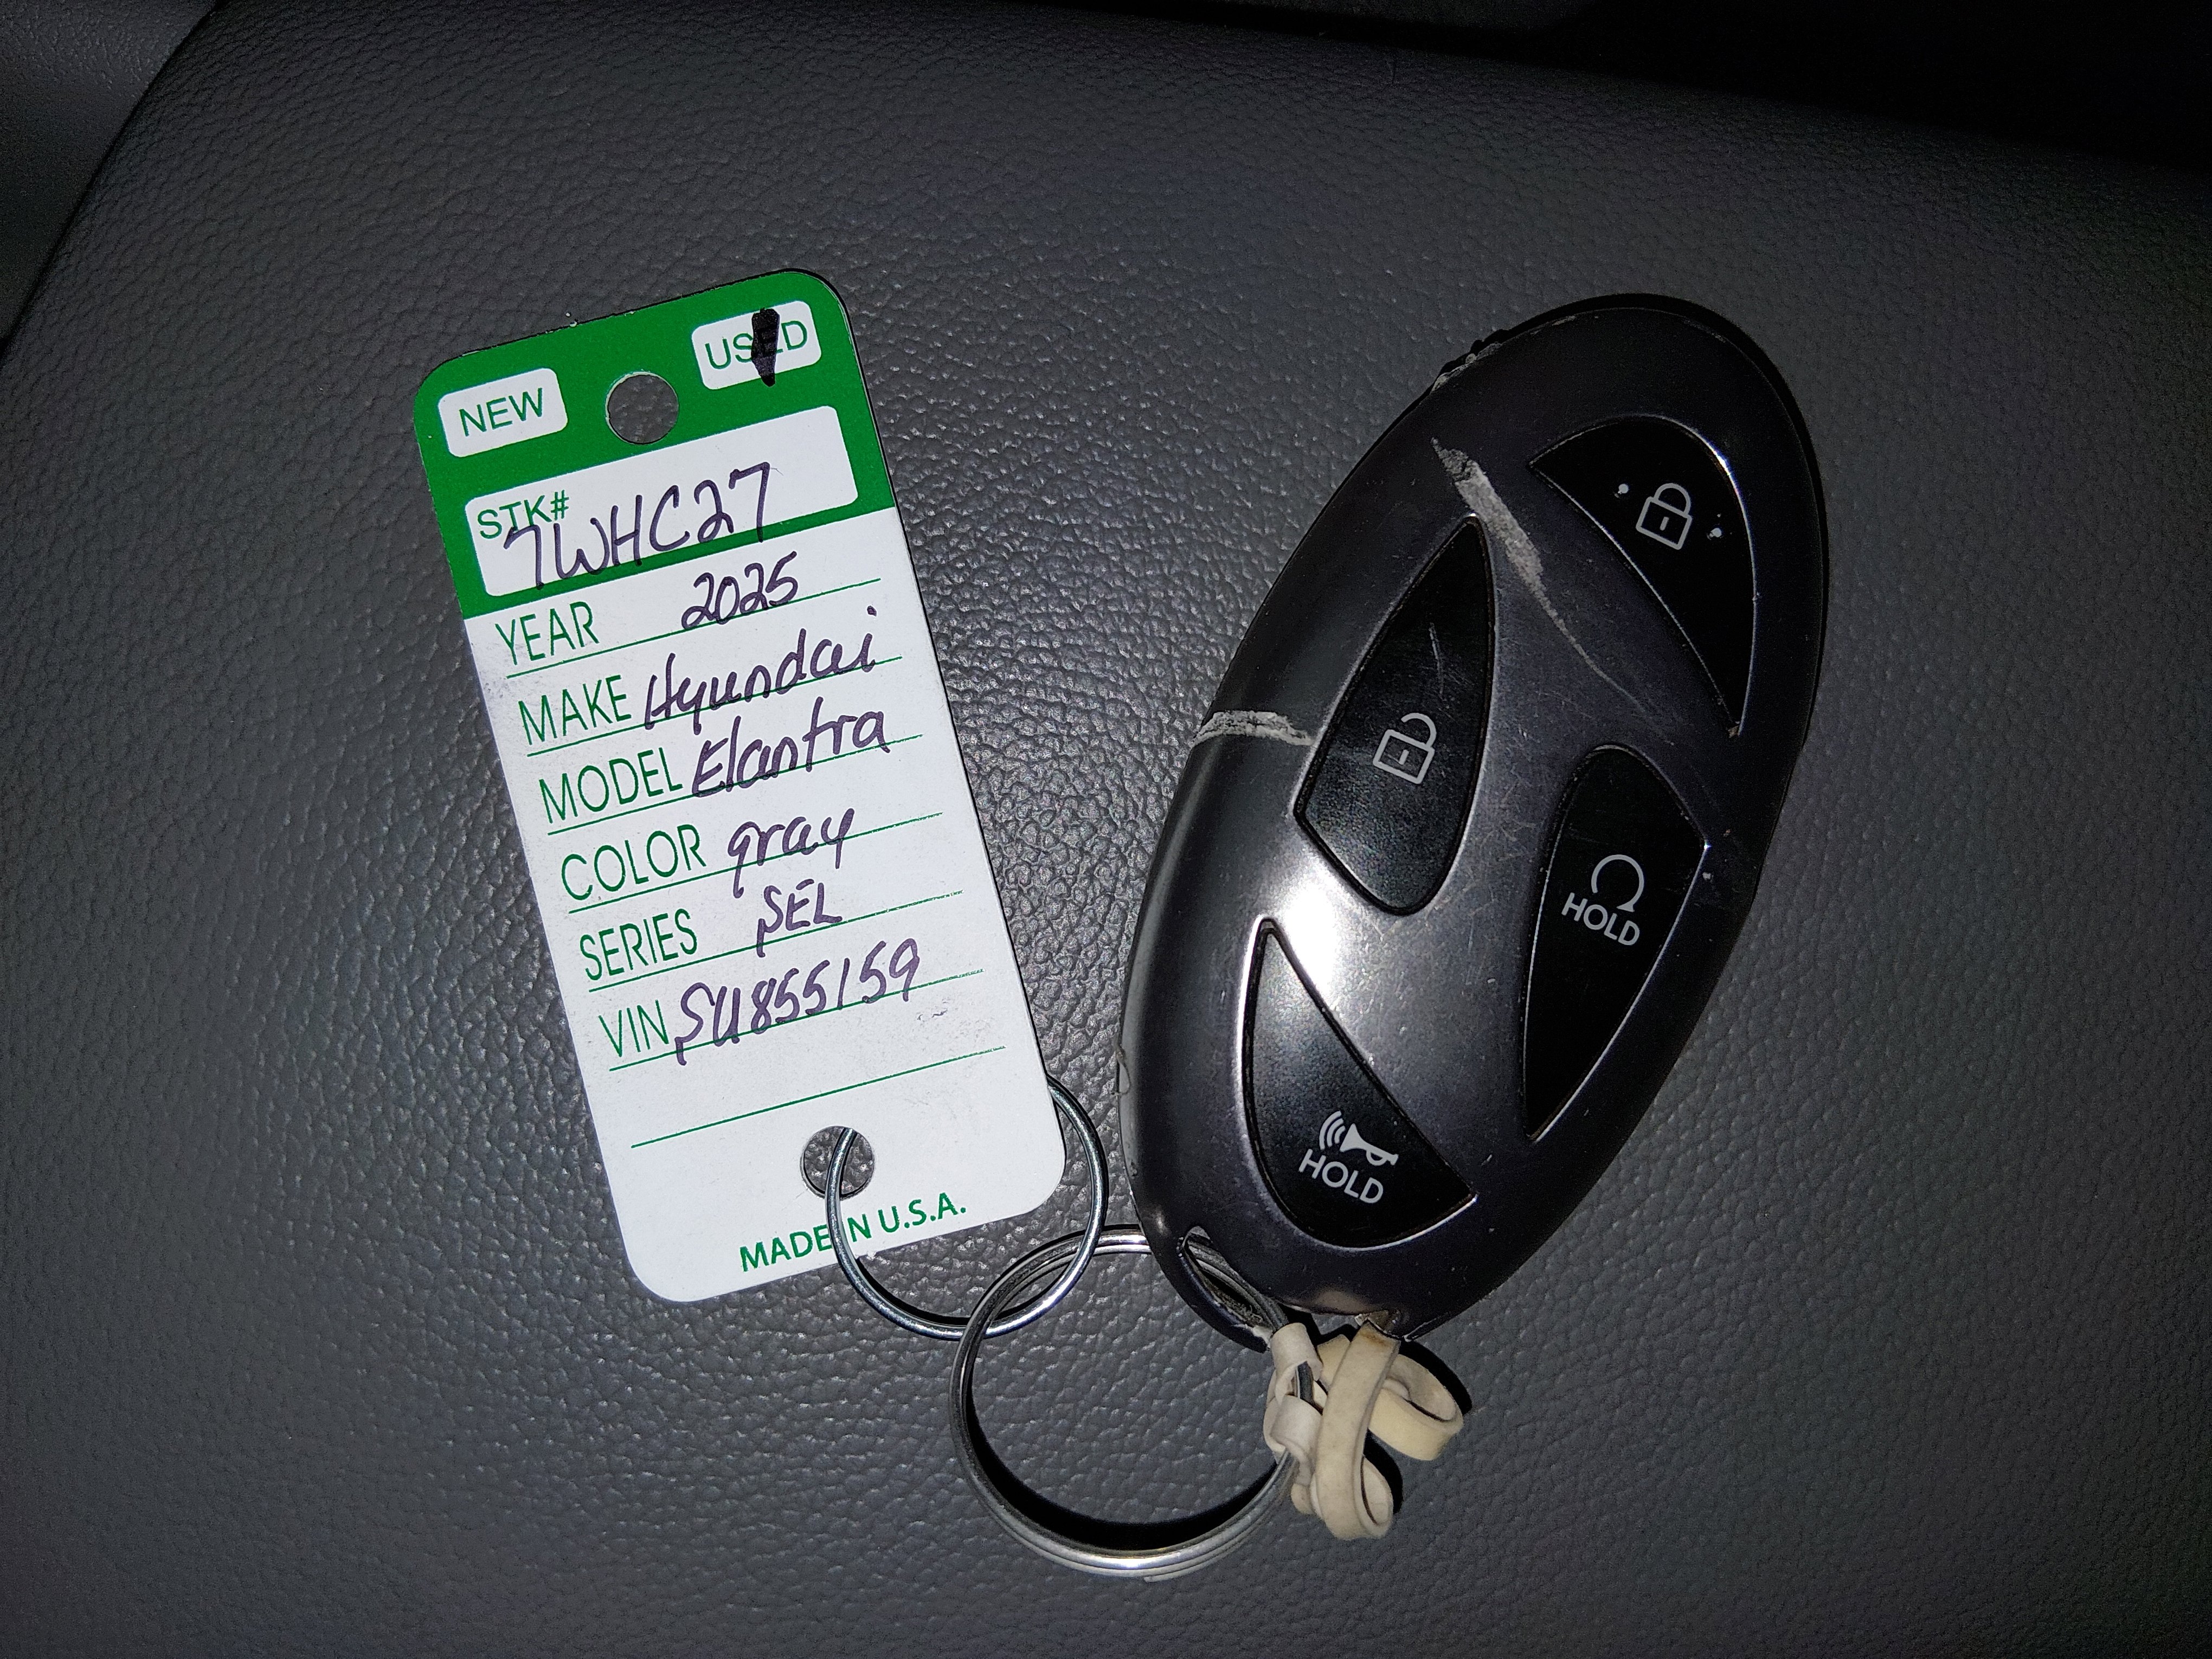 NEW USED
STK#
7WHC27
YEAR 2025
MAKE Hyundai
MODEL Elantra
COLOR gray
SERIES SEL
VIN SU855159
MADE IN U.S.A.
HOLD
HOLD